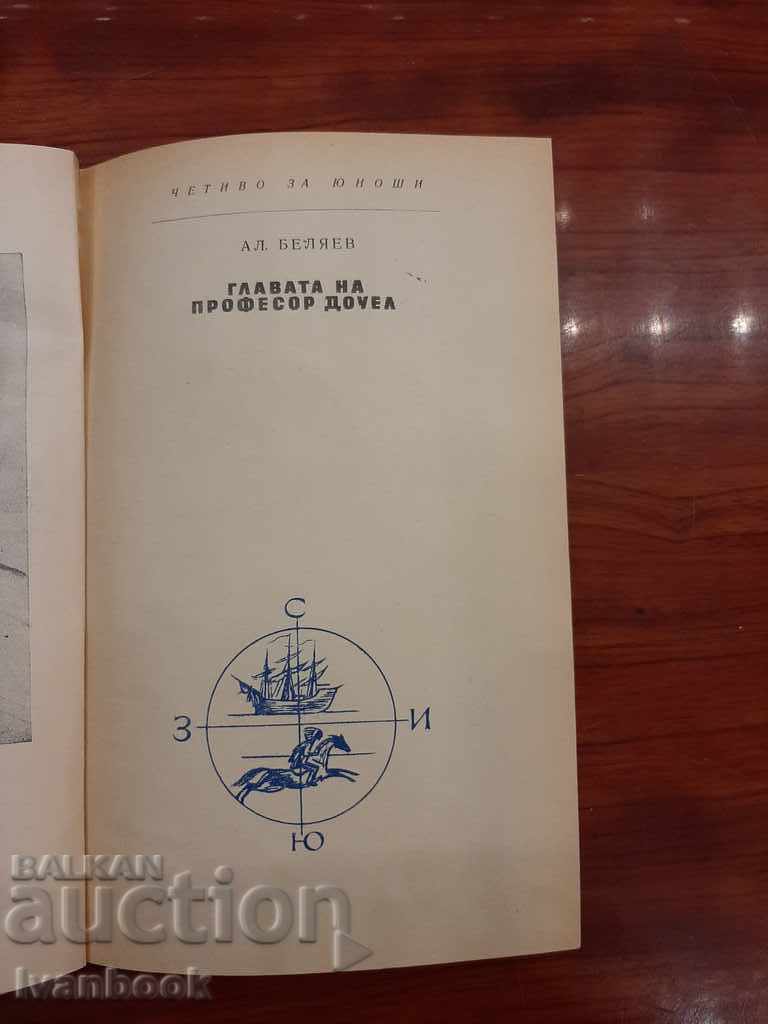 ЧЕТИВО ЗА ЮНОШИ
АЛ. БЕЛЯЕВ
ГЛАВАТА НА
ПРОФЕСОР ДОУЕЛ
С
З И
Ю
BALKAN
auction
Ivanbook